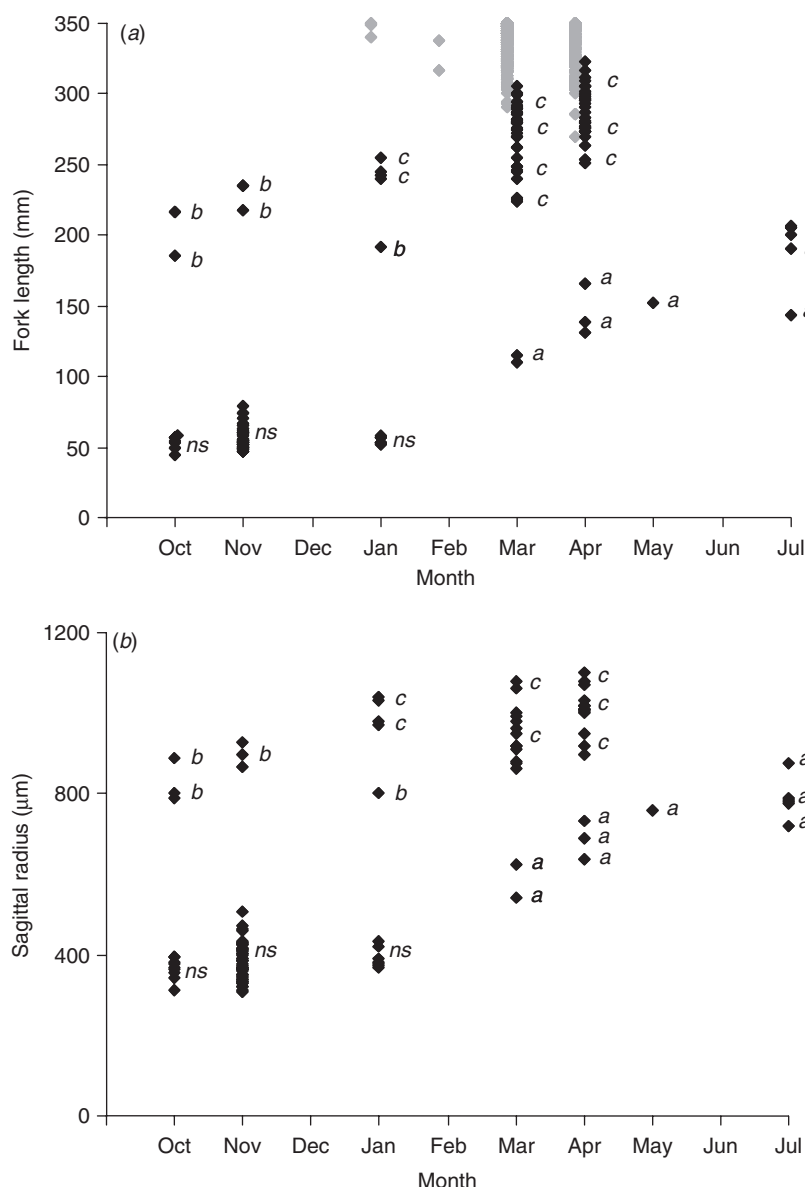 (a)
350
300
250
200
150
100
50
0
Fork length (mm)
b
b
b
b
c
c
b
c
c
c
c
c
c
c
a
a
a
a
ns
ns
ns
Oct Nov Dec Jan Feb Mar Apr May Jun Jul
Month
(b)
1200
800
400
0
Sagittal radius (μm)
b
b
b
c
c
b
c
c
c
c
c
a
a
a
a
a
a
a
a
a
ns
ns
ns
Oct Nov Dec Jan Feb Mar Apr May Jun Jul
Month